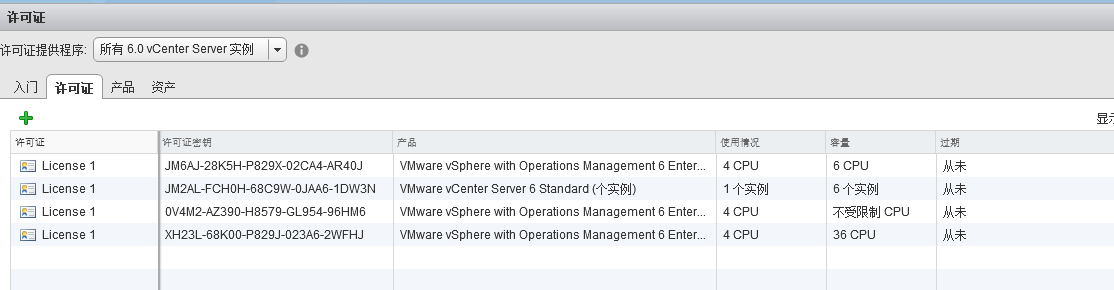 许可证
许可证提供程序: 所有 6.0 vCenter Server 实例
入门 许可证 产品 资产
许可证 许可证密钥 产品 使用情况 容量 过期
License 1 JM6AJ-28K5H-P829X-02CA4-AR40J VMware vSphere with Operations Management 6 Enter... 4 CPU 6 CPU 从未
License 1 JM2AL-FCH0H-68C9W-0JAA6-1DW3N VMware vCenter Server 6 Standard (个实例) 1 个实例 6 个实例 从未
License 1 0V4M2-AZ390-H8579-GL954-96HM6 VMware vSphere with Operations Management 6 Enter... 4 CPU 不受限制 CPU 从未
License 1 XH23L-68K00-P829J-023A6-2WFHJ VMware vSphere with Operations Management 6 Enter... 4 CPU 36 CPU 从未